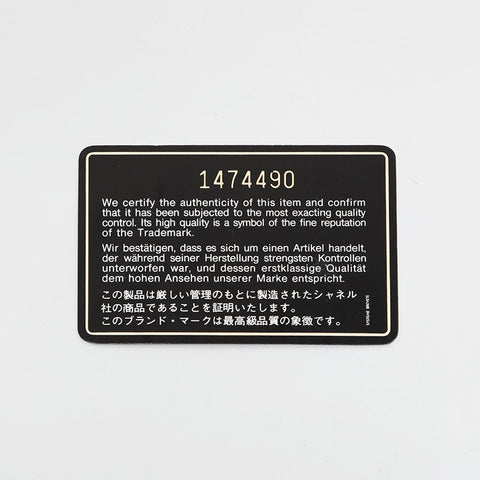 1474490
We certify the authenticity of this item and confirm
that it has been subjected to the most exacting quality
control. Its high quality is a symbol of the fine reputation
of the Trademark.
Wir bestätigen, dass es sich um einen Artikel handelt,
der während seiner Herstellung strengsten Kontrollen
unterworfen war, und dessen erstklassige Qualität
dem hohen Ansehen unserer Marke entspricht.
この製品は厳しい管理のもとに製造されたシャネル
社の商品であることを証明いたします。
このブランド・マークは最高級品質の象徴です。